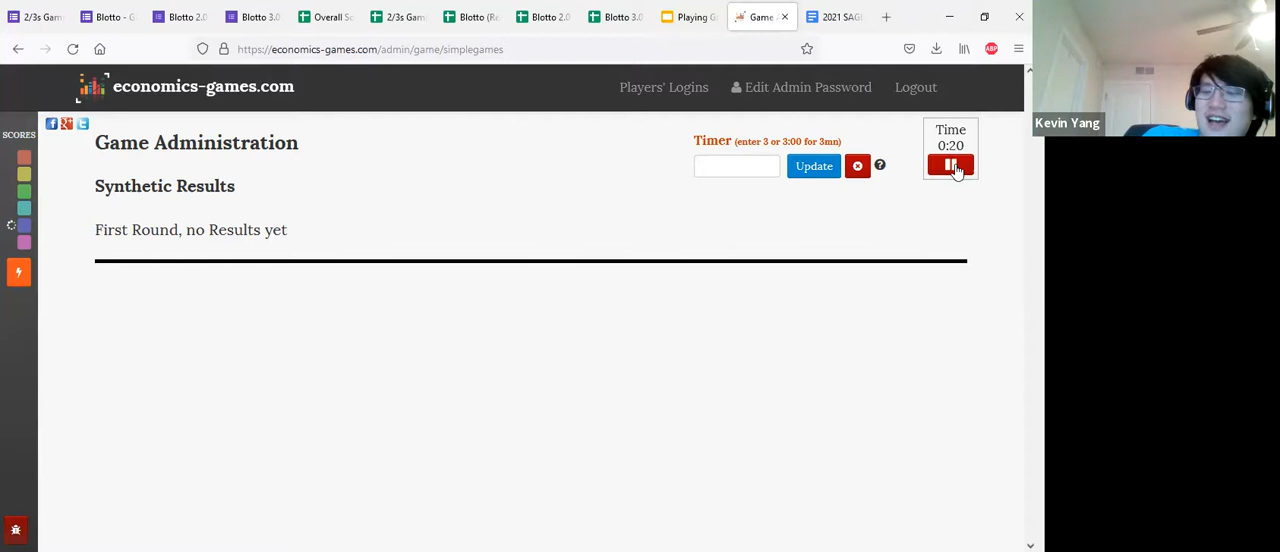 2/3s Gam
Blotto - G
Blotto 2.0
Blotto 3.0
Overall Sc
2/3s Gam
Blotto (Re
Blotto 2.0
Blotto 3.0
Playing G
Game A
2021 SAGI
https://economics-games.com/admin/game/simplegames
ABP
Kevin Yang
economics-games.com
Players' Logins
Edit Admin Password
Logout
SCORES
Game Administration
Timer (enter 3 or 3:00 for 3mn)
Update
Time
0:20
Synthetic Results
First Round, no Results yet